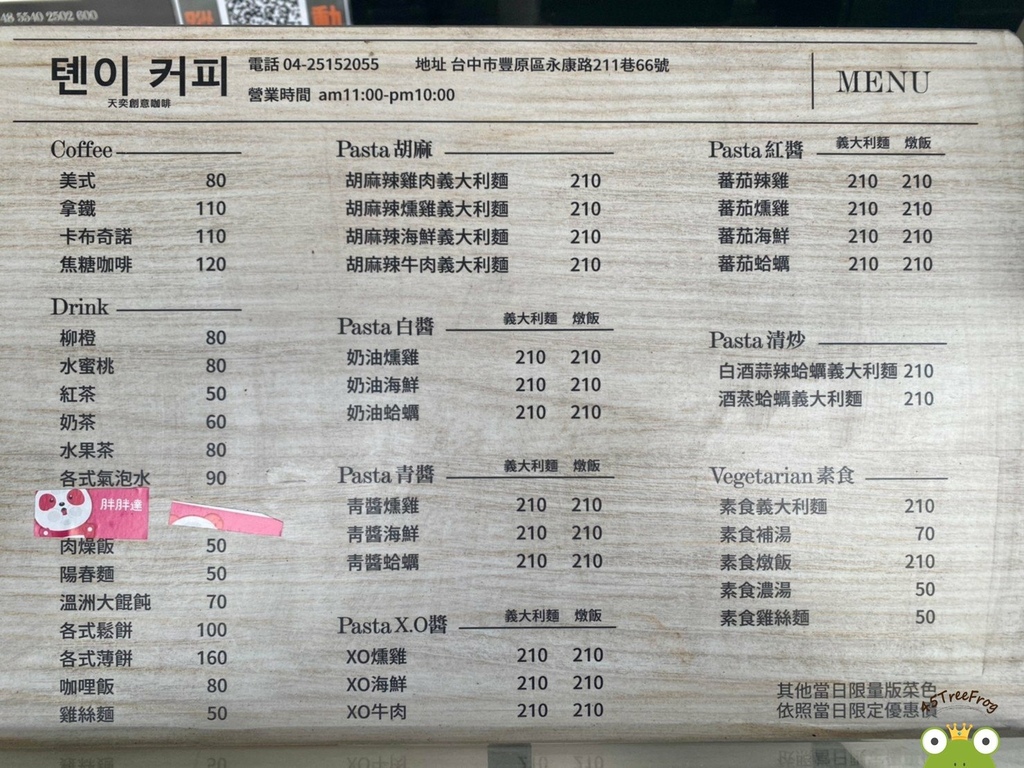 48 5540 2502 600
톈이 커피
天奕創意咖啡
電話 04-25152055 地址 台中市豐原區永康路211巷66號
營業時間 am11:00-pm10:00
MENU
Coffee
美式 80
拿鐵 110
卡布奇諾 110
焦糖咖啡 120
Drink
柳橙 80
水蜜桃 80
紅茶 50
奶茶 60
水果茶 80
各式氣泡水 90
胖胖達
肉燥飯 50
陽春麵 50
溫洲大餛飩 70
各式鬆餅 100
各式薄餅 160
咖哩飯 80
雞絲麵 50
Pasta 胡麻
胡麻辣雞肉義大利麵 210
胡麻辣燻雞義大利麵 210
胡麻辣海鮮義大利麵 210
胡麻辣牛肉義大利麵 210
Pasta 白醬 義大利麵 燉飯
奶油燻雞 210 210
奶油海鮮 210 210
奶油蛤蠣 210 210
Pasta 青醬 義大利麵 燉飯
青醬燻雞 210 210
青醬海鮮 210 210
青醬蛤蠣 210 210
Pasta X.O醬 義大利麵 燉飯
XO燻雞 210 210
XO海鮮 210 210
XO牛肉 210 210
Pasta 紅醬 義大利麵 燉飯
蕃茄辣雞 210 210
蕃茄燻雞 210 210
蕃茄海鮮 210 210
蕃茄蛤蠣 210 210
Pasta 清炒
白酒蒜辣蛤蠣義大利麵 210
酒蒸蛤蠣義大利麵 210
Vegetarian 素食
素食義大利麵 210
素食補湯 70
素食燉飯 210
素食濃湯 50
素食雞絲麵 50
其他當日限量版菜色
依照當日限定優惠價
A5TreeFrog